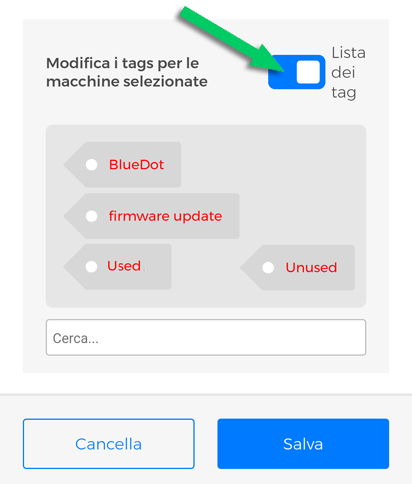 Modifica i tags per le
macchine selezionate
Lista
dei
tag
BlueDot
firmware update
Used
Unused
Cerca...
Cancella
Salva